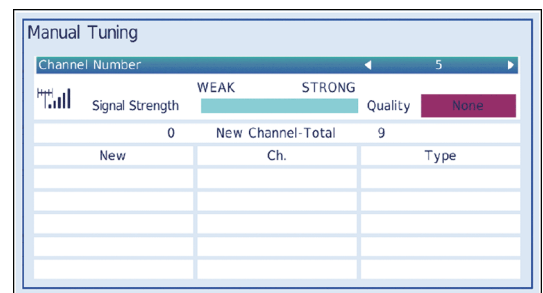 Manual Tuning
Channel Number 5
WEAK STRONG
Signal Strength Quality None
0 New Channel-Total 9
New Ch. Type